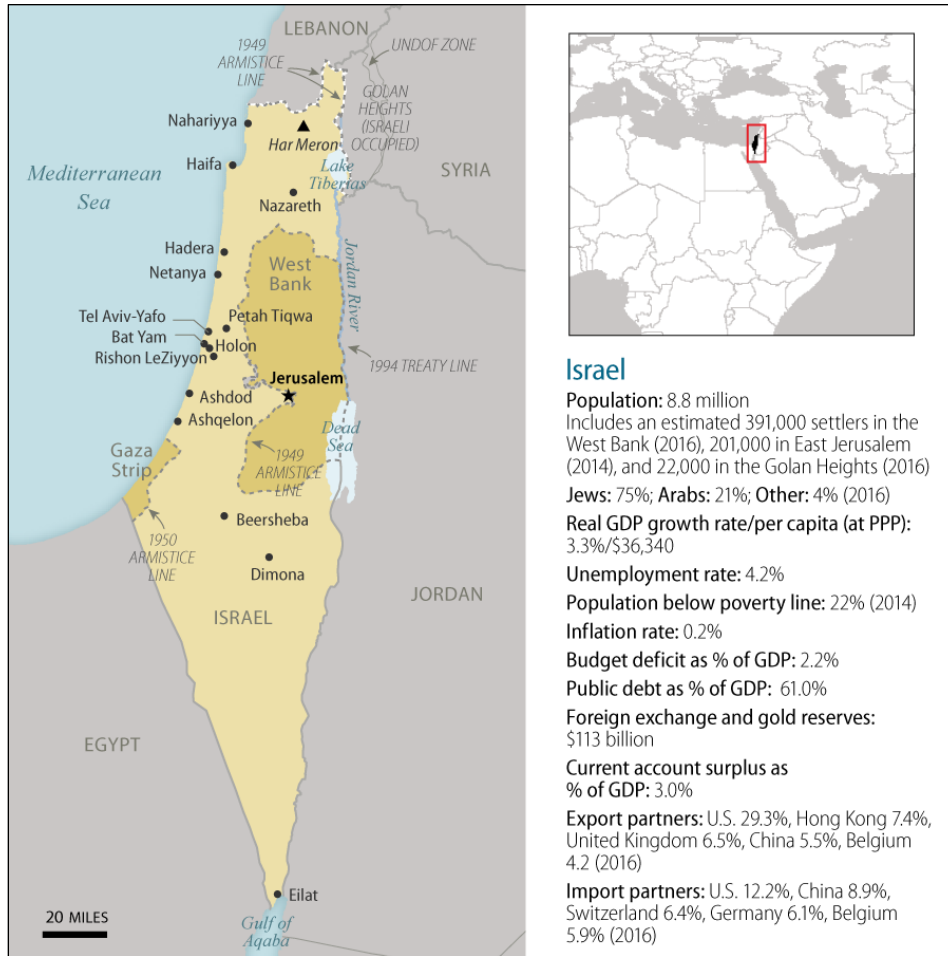 LEBANON
1949
ARMISTICE
LINE
UNDOF ZONE
GOLAN
HEIGHTS
(ISRAELI
OCCUPIED)
Nahariyya
Har Meron
Haifa
Lake
Tiberias
SYRIA
Mediterranean
Sea
Nazareth
Hadera
Netanya
West
Bank
Jordan River
Tel Aviv-Yafo
Petah Tiqwa
Bat Yam
Holon
Rishon LeZiyyon
1994 TREATY LINE
Jerusalem
Ashdod
Ashqelon
Dead
Sea
Gaza
Strip
1949
ARMISTICE
LINE
Beersheba
1950
ARMISTICE
LINE
Dimona
JORDAN
ISRAEL
EGYPT
Eilat
20 MILES
Gulf of
Aqaba
Israel
Population: 8.8 million
Includes an estimated 391,000 settlers in the
West Bank (2016), 201,000 in East Jerusalem
(2014), and 22,000 in the Golan Heights (2016)
Jews: 75%; Arabs: 21%; Other: 4% (2016)
Real GDP growth rate/per capita (at PPP):
3.3%/$36,340
Unemployment rate: 4.2%
Population below poverty line: 22% (2014)
Inflation rate: 0.2%
Budget deficit as % of GDP: 2.2%
Public debt as % of GDP: 61.0%
Foreign exchange and gold reserves:
$113 billion
Current account surplus as
% of GDP: 3.0%
Export partners: U.S. 29.3%, Hong Kong 7.4%,
United Kingdom 6.5%, China 5.5%, Belgium
4.2 (2016)
Import partners: U.S. 12.2%, China 8.9%,
Switzerland 6.4%, Germany 6.1%, Belgium
5.9% (2016)